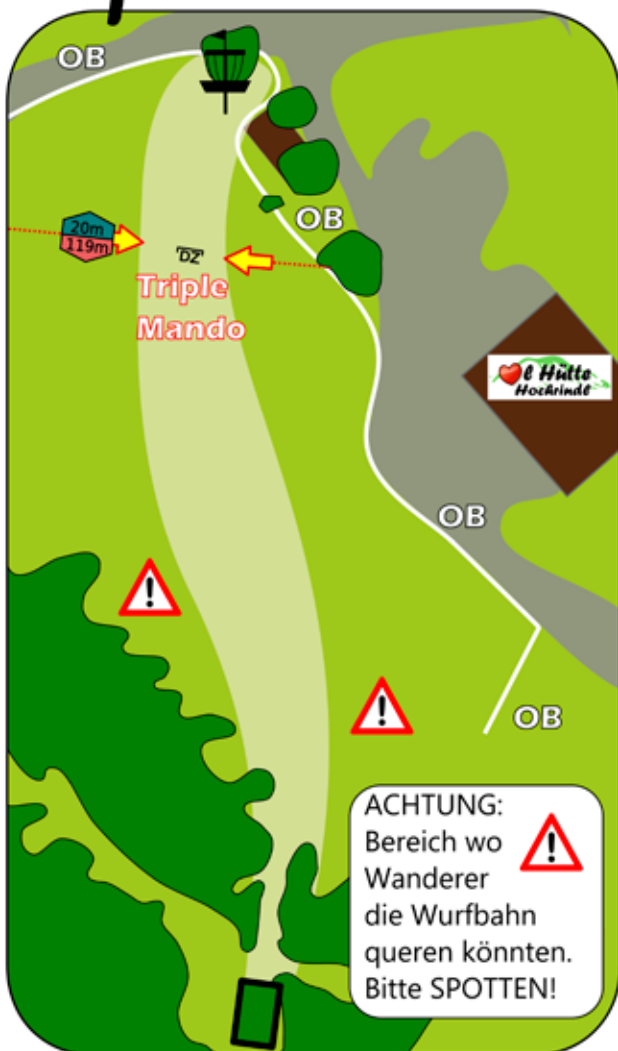 OB
OB
20m
119m
DZ
Triple
Mando
l Hütte
Hochrindl
OB
OB
ACHTUNG:
Bereich wo
Wanderer
die Wurfbahn
queren könnten.
Bitte SPOTTEN!